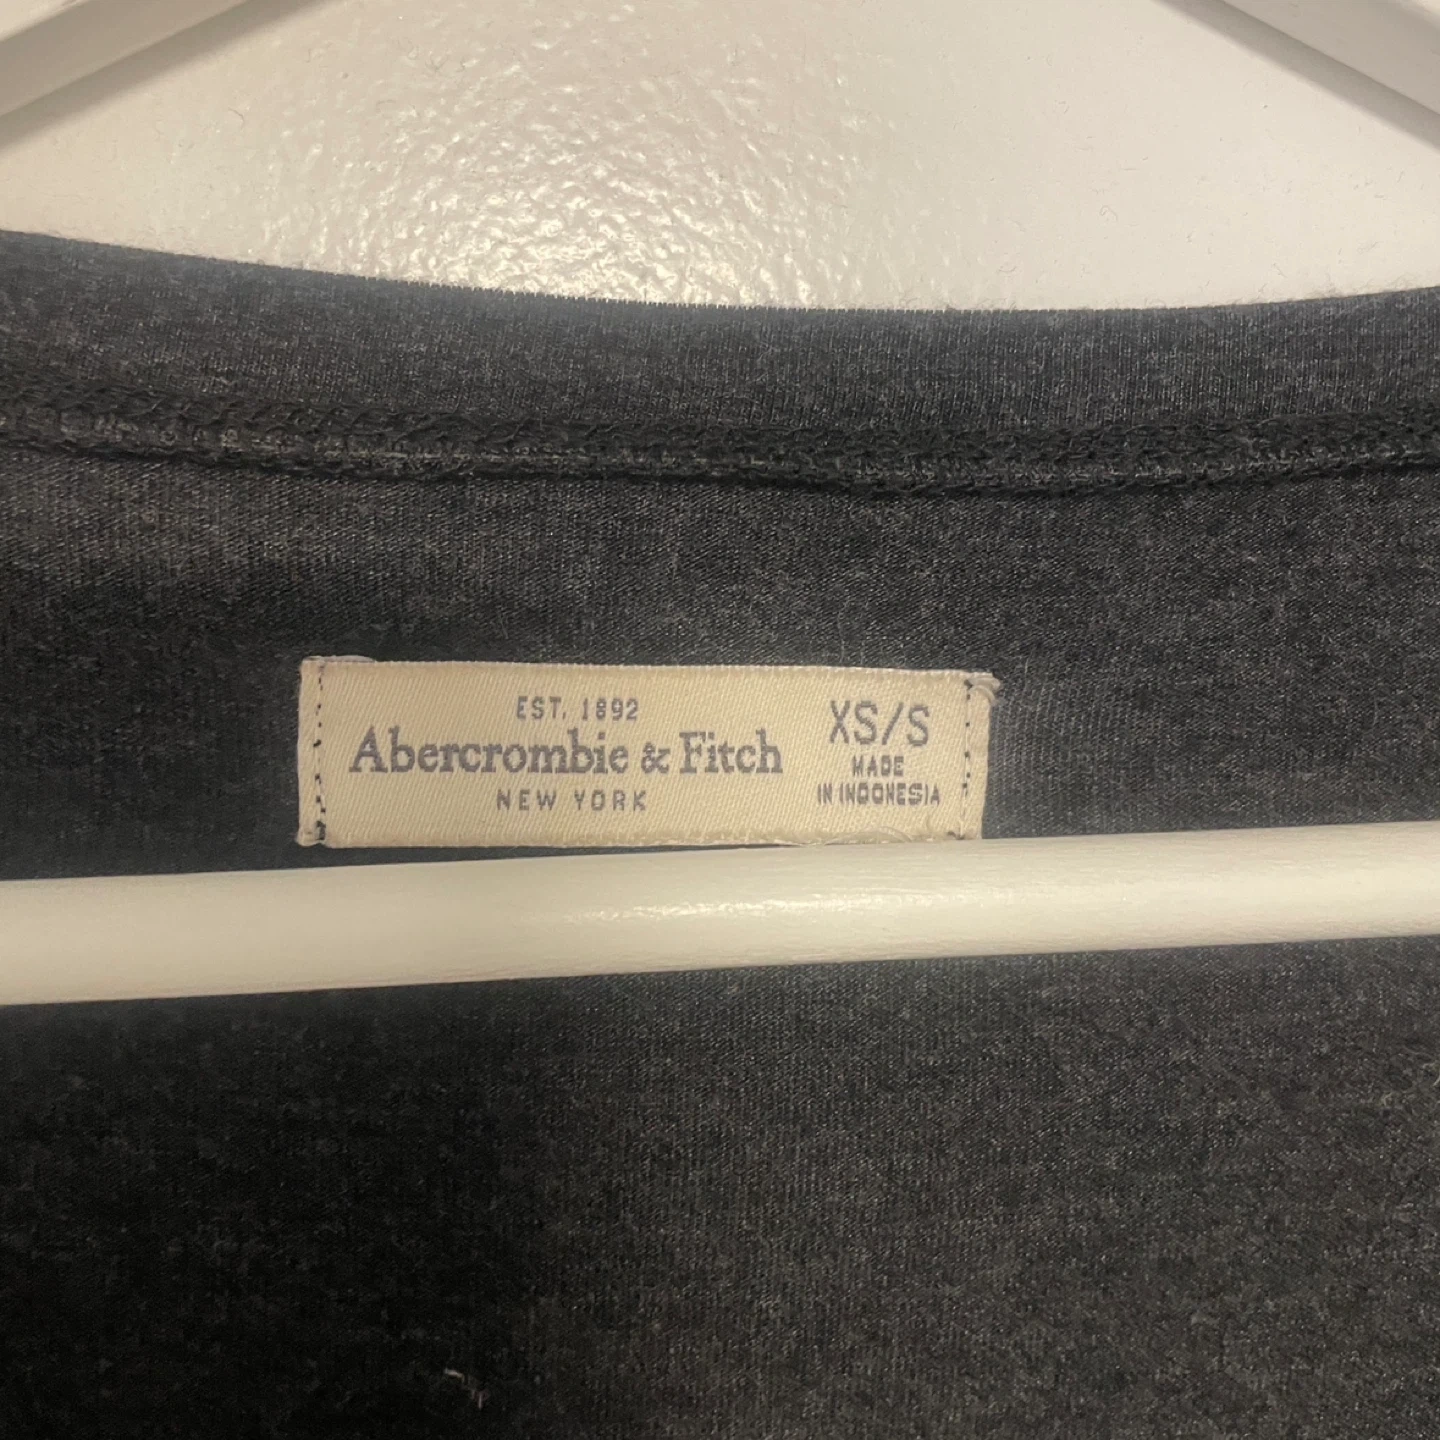 EST. 1892
Abercrombie & Fitch
NEW YORK
XS/S
MADE
IN INDONESIA